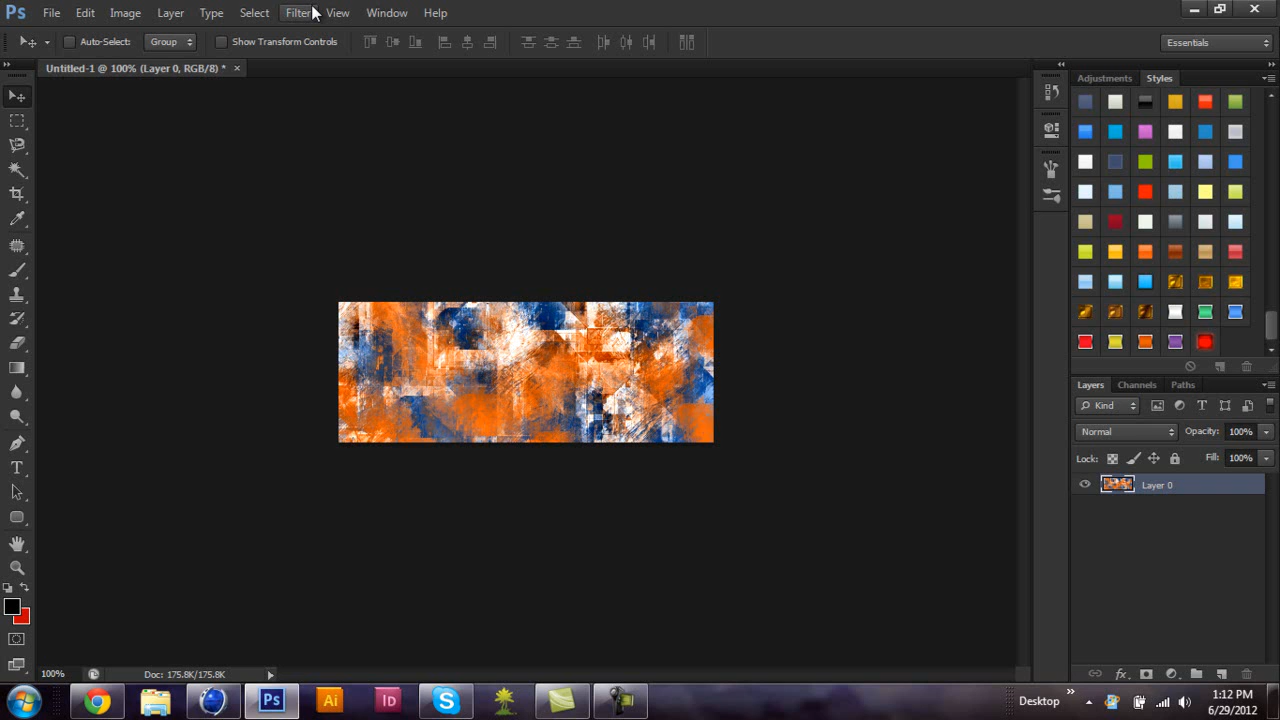 Ps File Edit Image Layer Type Select Filter View Window Help
Auto-Select: Group Show Transform Controls Essentials
Untitled-1 @ 100% (Layer 0, RGB/8) * ×
Adjustments Styles
Layers Channels Paths
Kind
Normal Opacity: 100%
Lock: Fill: 100%
Layer 0
100% Doc: 175.8K/175.8K
Ps Ai Id S Desktop 1:12 PM
6/29/2012